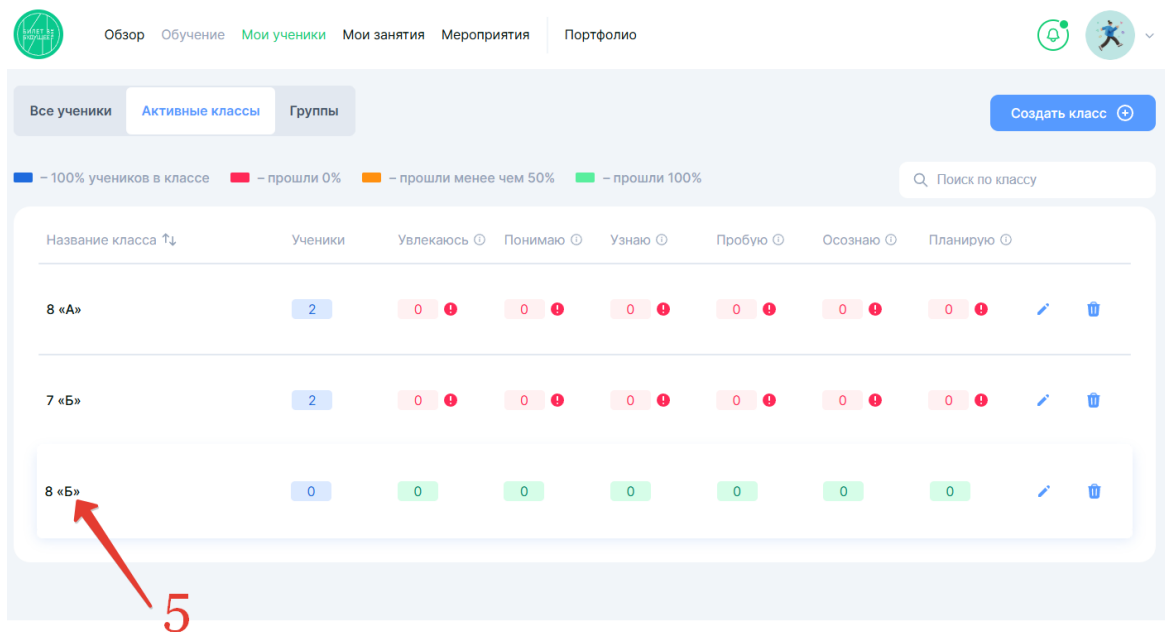 БИЛЕТ В
БУДУЩЕЕ
Обзор Обучение Мои ученики Мои занятия Мероприятия Портфолио
Все ученики Активные классы Группы
Создать класс
– 100% учеников в классе – прошли 0% – прошли менее чем 50% – прошли 100%
Поиск по классу
Название класса Ученики Увлекаюсь Понимаю Узнаю Пробую Осознаю Планирую
8 «А» 2 0 0 0 0 0 0
7 «Б» 2 0 0 0 0 0 0
8 «Б» 0 0 0 0 0 0 0
5